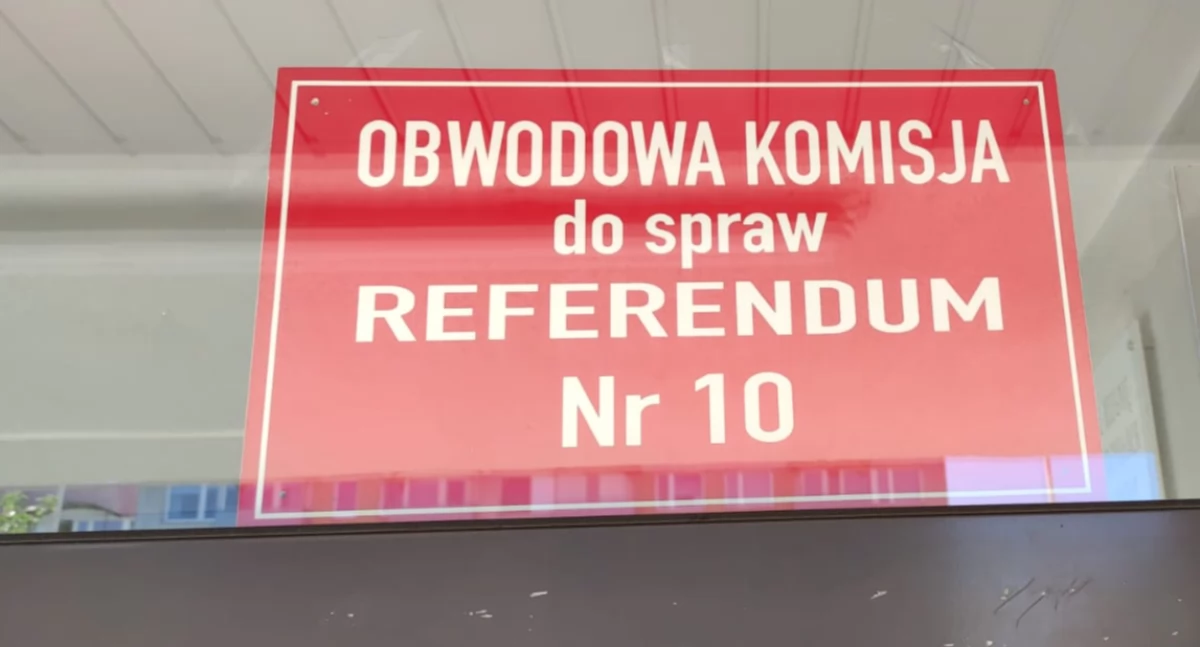 OBWODOWA KOMISJA
do spraw
REFERENDUM
Nr 10